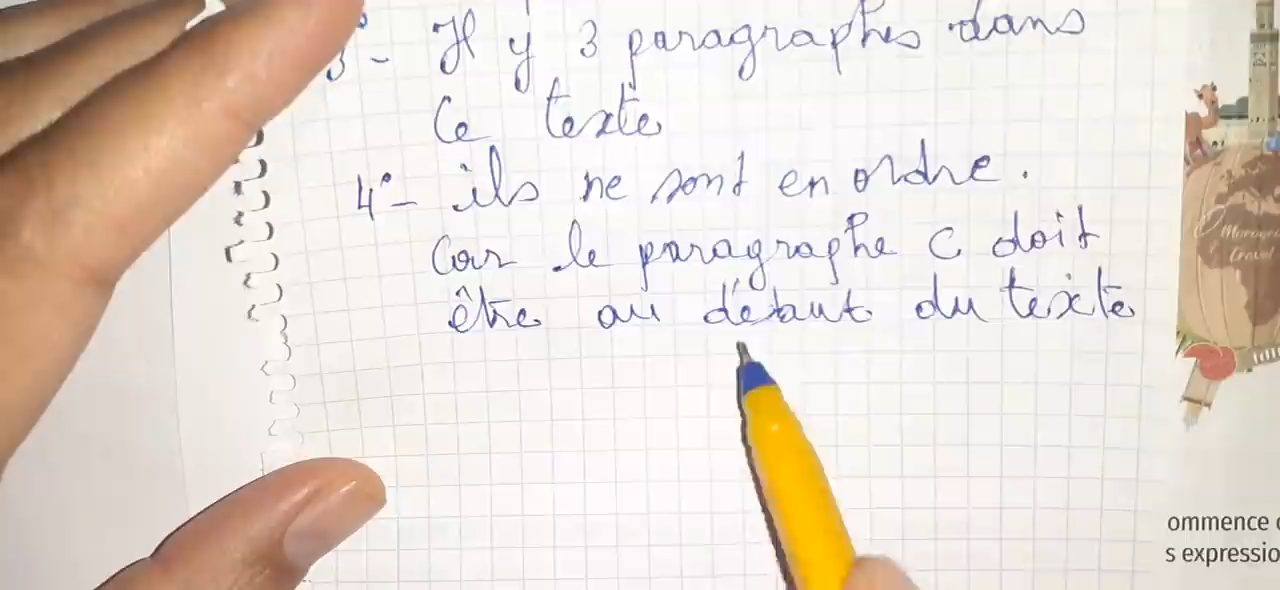 3°- Il y 3 paragraphes dans
Ce texte
4°- ils ne sont en ordre.
Car le paragraphe C doit
être au début du texte
Travel
ommence
s expressio